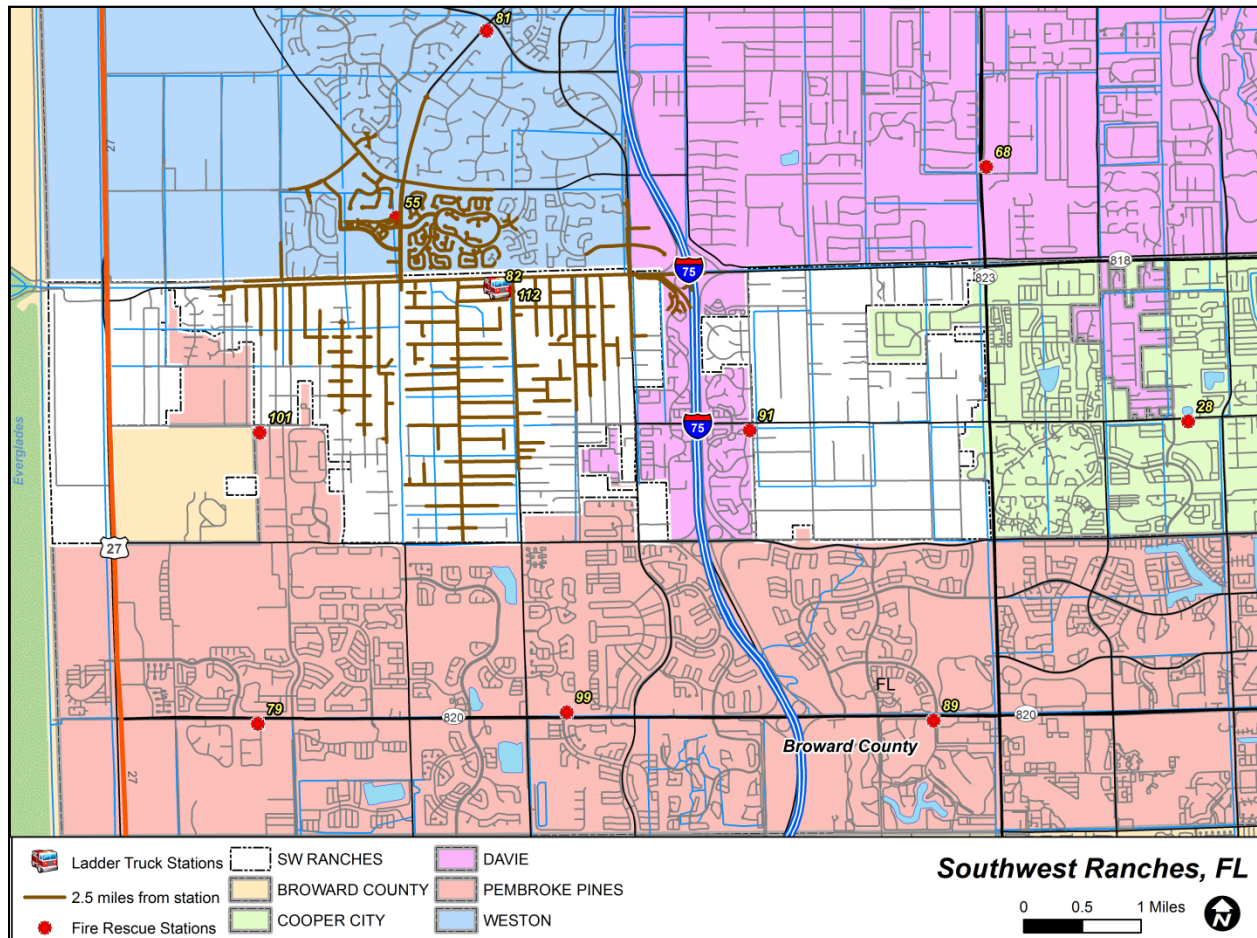 81
27
68
55
75
82
112
823
818
101
91
28
75
Everglades
27
FL
79
820
99
89
820
Broward County
27
Ladder Truck Stations
2.5 miles from station
Fire Rescue Stations
SW RANCHES
BROWARD COUNTY
COOPER CITY
DAVIE
PEMBROKE PINES
WESTON
Southwest Ranches, FL
0 0.5 1 Miles
N